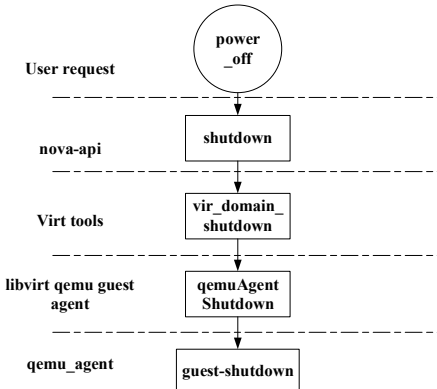 power
_off
User request
shutdown
nova-api
vir_domain_
shutdown
Virt tools
libvirt qemu guest
agent
qemuAgent
Shutdown
qemu_agent
guest-shutdown